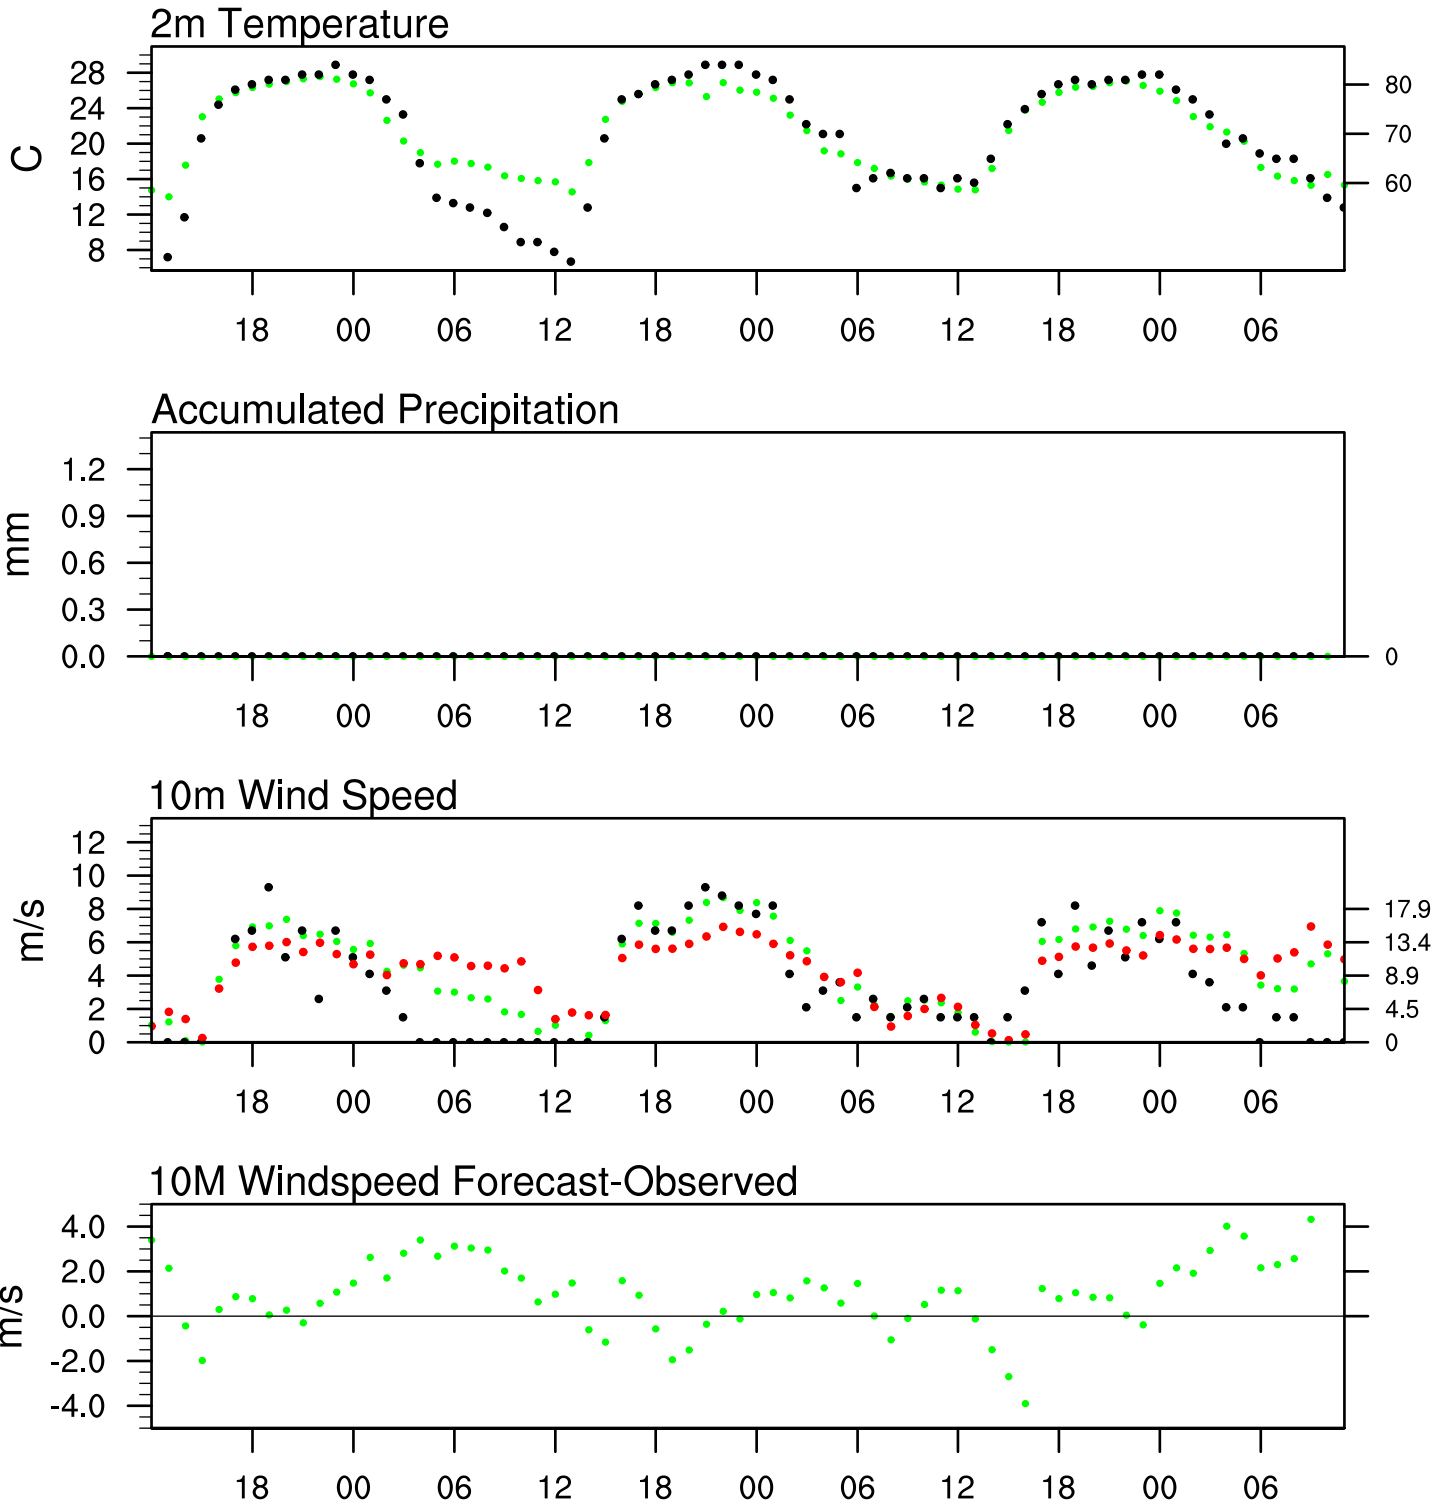 2m Temperature
C
28
24
20
16
12
8
80
70
60
18 00 06 12 18 00 06 12 18 00 06
Accumulated Precipitation
mm
1.2
0.9
0.6
0.3
0.0
0
18 00 06 12 18 00 06 12 18 00 06
10m Wind Speed
m/s
12
10
8
6
4
2
0
17.9
13.4
8.9
4.5
0
18 00 06 12 18 00 06 12 18 00 06
10M Windspeed Forecast-Observed
m/s
4.0
2.0
0.0
-2.0
-4.0
18 00 06 12 18 00 06 12 18 00 06